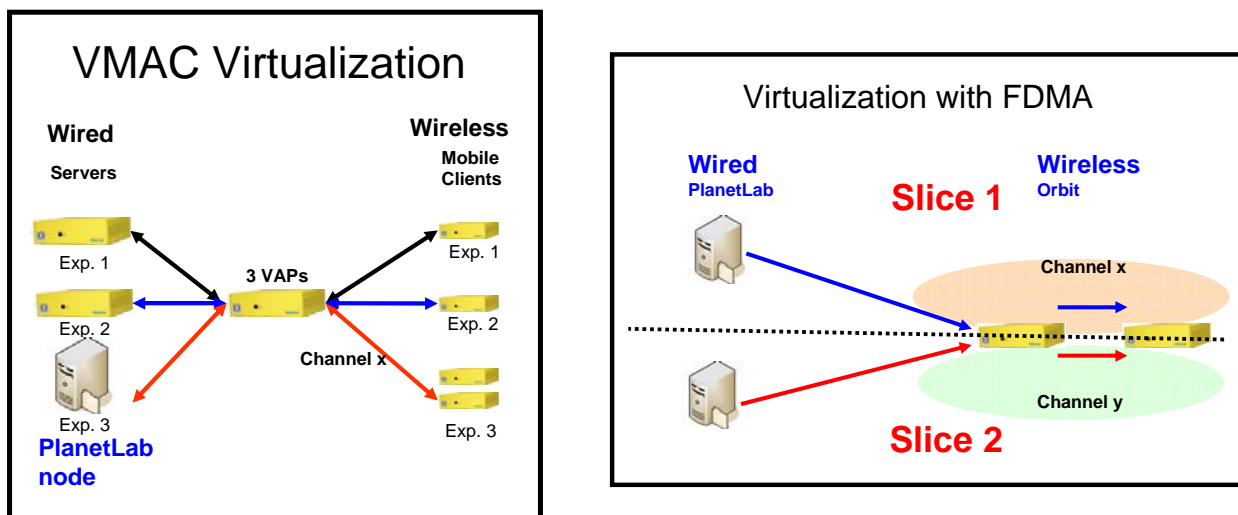 VMAC Virtualization
Wired
Servers
Wireless
Mobile
Clients
Exp. 1
3 VAPs
Exp. 1
Exp. 2
Exp. 2
Channel x
Exp. 3
Exp. 3
PlanetLab
node
Virtualization with FDMA
Wired
PlanetLab
Slice 1
Wireless
Orbit
Channel x
Channel y
Slice 2